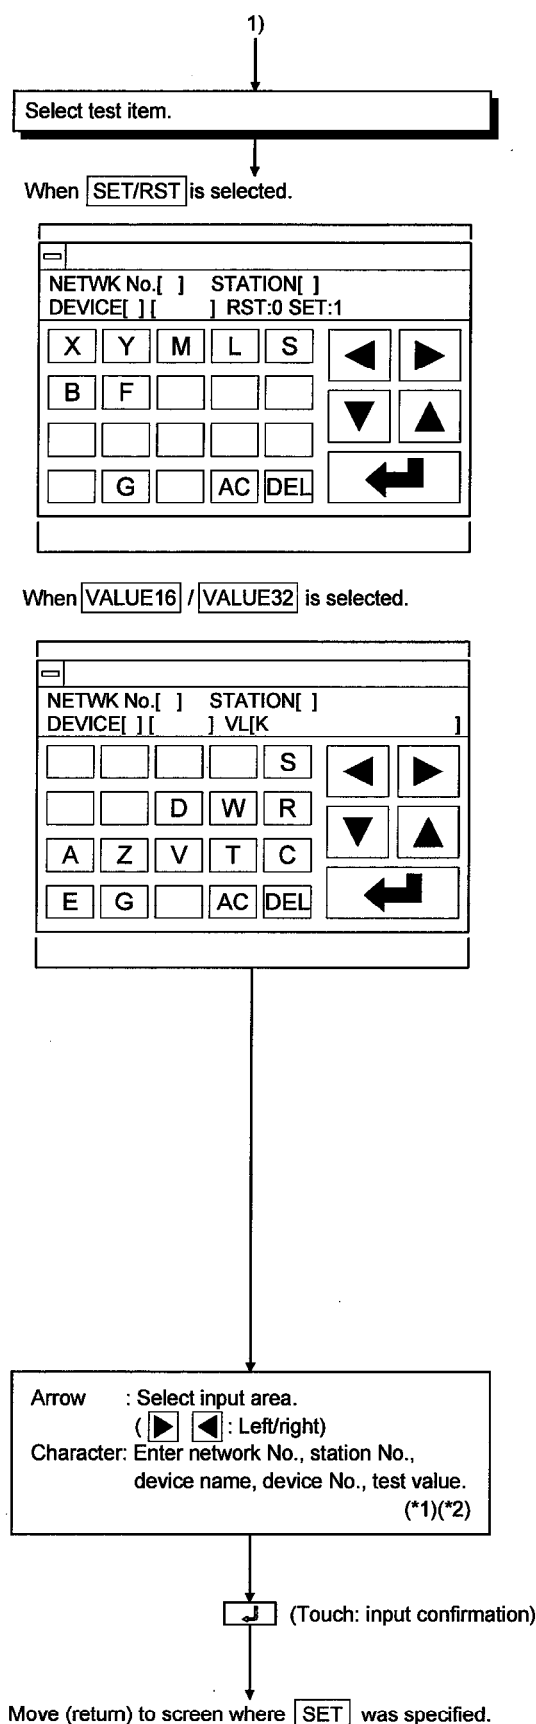 1)
Select test item.
When SET/RST is selected.
NETWK No.[ ] STATION[ ]
DEVICE[ ] [ ] RST:0 SET:1
X Y M L S
B F
G AC DEL
When VALUE16 / VALUE32 is selected.
NETWK No.[ ] STATION[ ]
DEVICE[ ] [ ] VL[K ]
S
D W R
A Z V T C
E G AC DEL
Arrow : Select input area.
( ▶ ◀ : Left/right)
Character: Enter network No., station No.,
device name, device No., test value.
(*1)(*2)
(Touch: input confirmation)
Move (return) to screen where SET was specified.